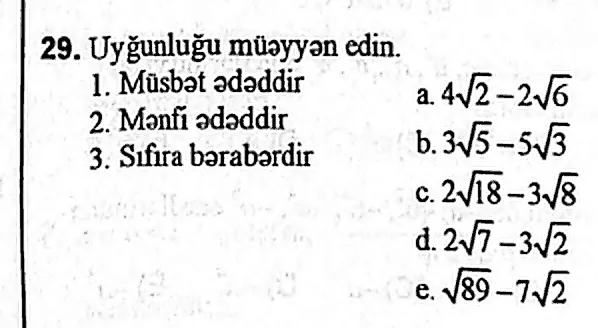 29. Uyğunluğu müəyyən edin.
1. Müsbət ədəddir
2. Mənfi ədəddir
3. Sıfıra bərabərdir
a. 4√2 – 2√6
b. 3√5 – 5√3
c. 2√18 – 3√8
d. 2√7 – 3√2
e. √89 – 7√2